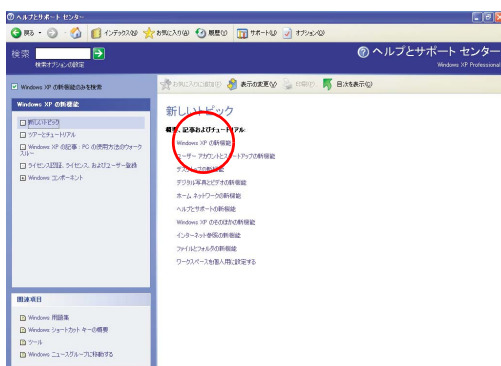 ヘルプとサポート センター
戻る
インデックス(X) お気に入り(A) 履歴(I) サポート(U) オプション(O)
検索
検索オプションの設定
ヘルプとサポート センター
Windows XP Professional
Windows XP の新機能のみを検索
お気に入りに追加(I) 表示の変更(V) 印刷(P) 目次を表示(C)
Windows XP の新機能
新しいトピック
ツアーとチュートリアル
Windows XP の記事 : PC の使用方法のウォークスルー
ライセンス認証、ライセンス、およびユーザー登録
Windows コンポーネント
関連項目
Windows 用語集
Windows ショートカット キーの概要
ツール
Windows ニュースグループに移動する
新しいトピック
概要、記事およびチュートリアル
Windows XP の新機能
ユーザー アカウントとスタートアップの新機能
デスクトップの新機能
デジタル写真とビデオの新機能
ホーム ネットワークの新機能
ヘルプとサポートの新機能
Windows XP のそのほかの新機能
インターネット参照の新機能
ファイルとフォルダの新機能
ワークスペースを個人用に設定する